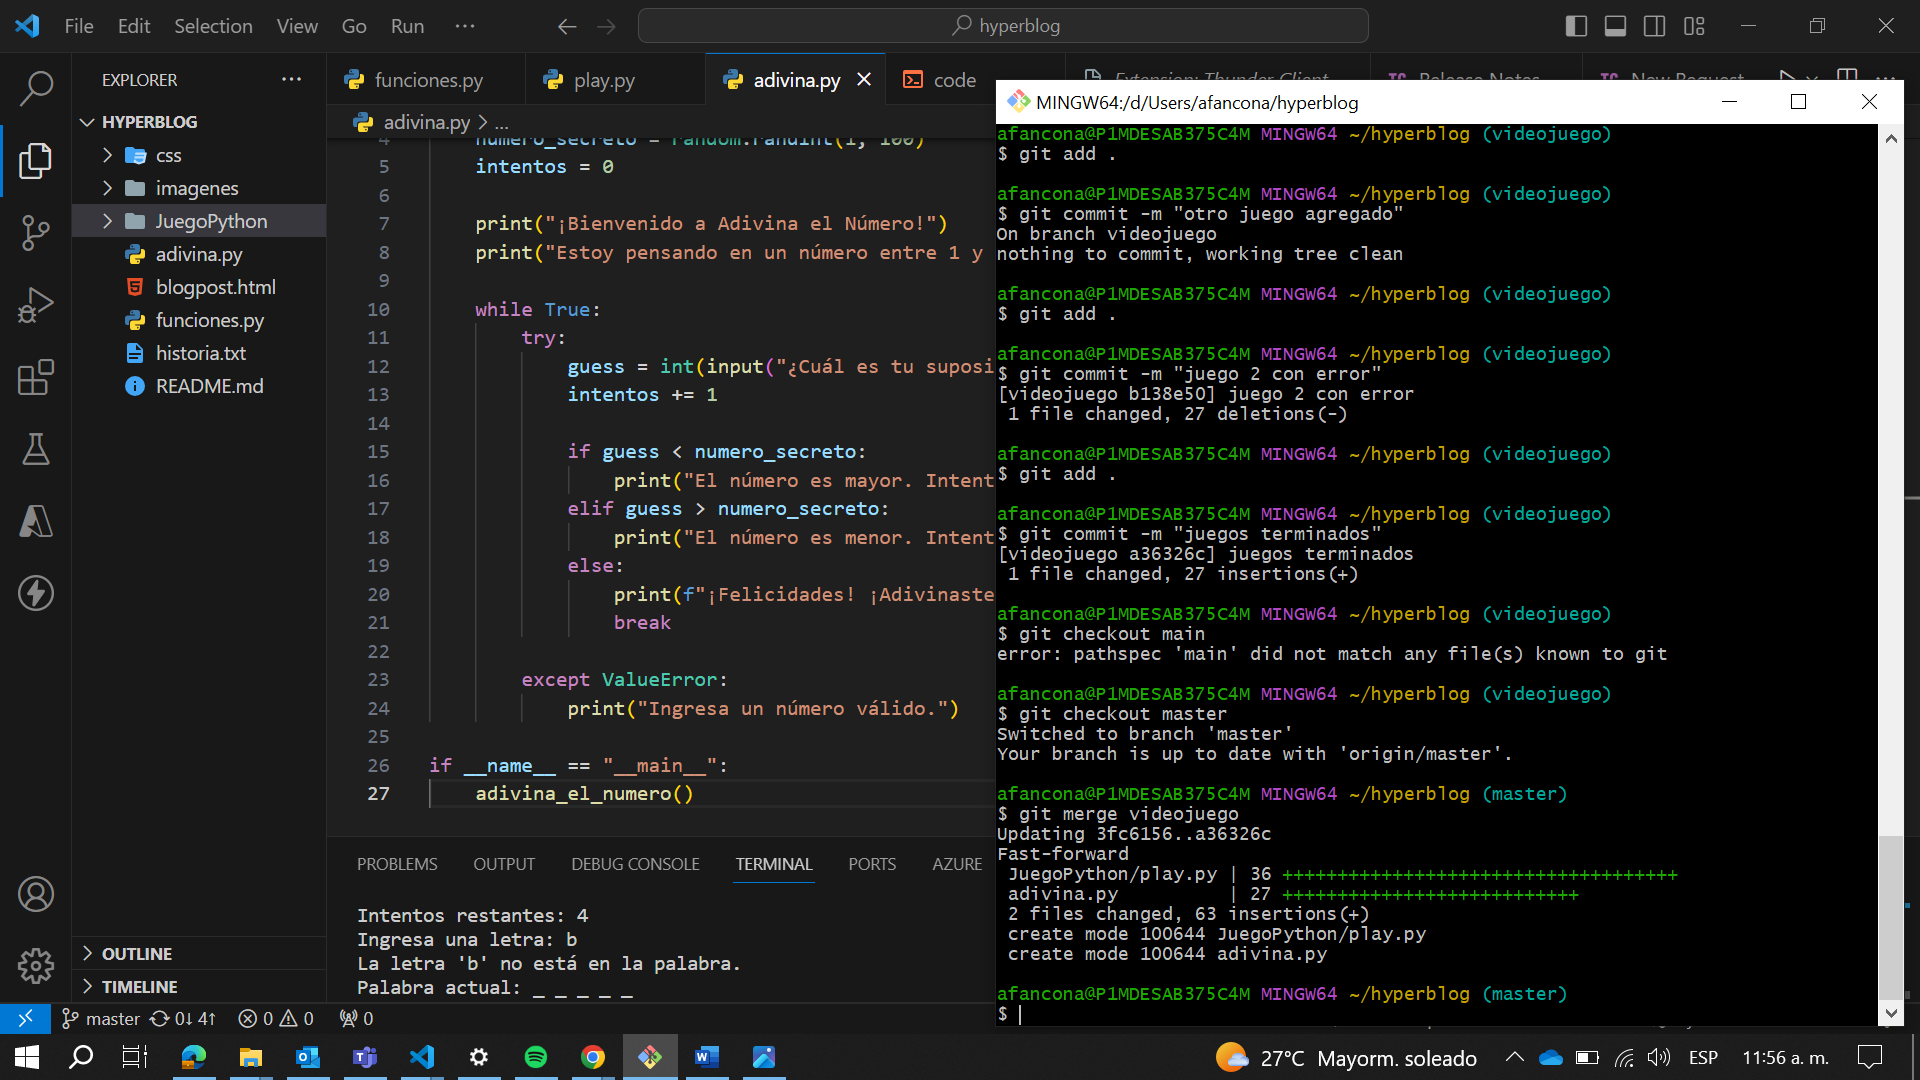 File Edit Selection View Go Run ...
hyperblog
EXPLORER
HYPERBLOG
css
imagenes
JuegoPython
adivina.py
blogpost.html
funciones.py
historia.txt
README.md
OUTLINE
TIMELINE
funciones.py play.py adivina.py code Extension: Thunder Client Release Notes New Request
adivina.py > ...
4 numero_secreto = random.randint(1, 100)
5 intentos = 0
6
7 print("¡Bienvenido a Adivina el Número!")
8 print("Estoy pensando en un número entre 1 y
9
10 while True:
11 try:
12 guess = int(input("¿Cuál es tu suposi
13 intentos += 1
14
15 if guess < numero_secreto:
16 print("El número es mayor. Intent
17 elif guess > numero_secreto:
18 print("El número es menor. Intent
19 else:
20 print(f"¡Felicidades! ¡Adivinaste
21 break
22
23 except ValueError:
24 print("Ingresa un número válido.")
25
26 if __name__ == "__main__":
27 adivina_el_numero()
PROBLEMS OUTPUT DEBUG CONSOLE TERMINAL PORTS AZURE
Intentos restantes: 4
Ingresa una letra: b
La letra 'b' no está en la palabra.
Palabra actual: _ _ _ _ _
MINGW64:/d/Users/afancona/hyperblog
afancona@P1MDESAB375C4M MINGW64 ~/hyperblog (videojuego)
$ git add .
afancona@P1MDESAB375C4M MINGW64 ~/hyperblog (videojuego)
$ git commit -m "otro juego agregado"
On branch videojuego
nothing to commit, working tree clean
afancona@P1MDESAB375C4M MINGW64 ~/hyperblog (videojuego)
$ git add .
afancona@P1MDESAB375C4M MINGW64 ~/hyperblog (videojuego)
$ git commit -m "juego 2 con error"
[videojuego b138e50] juego 2 con error
1 file changed, 27 deletions(-)
afancona@P1MDESAB375C4M MINGW64 ~/hyperblog (videojuego)
$ git add .
afancona@P1MDESAB375C4M MINGW64 ~/hyperblog (videojuego)
$ git commit -m "juegos terminados"
[videojuego a36326c] juegos terminados
1 file changed, 27 insertions(+)
afancona@P1MDESAB375C4M MINGW64 ~/hyperblog (videojuego)
$ git checkout main
error: pathspec 'main' did not match any file(s) known to git
afancona@P1MDESAB375C4M MINGW64 ~/hyperblog (videojuego)
$ git checkout master
Switched to branch 'master'
Your branch is up to date with 'origin/master'.
afancona@P1MDESAB375C4M MINGW64 ~/hyperblog (master)
$ git merge videojuego
Updating 3fc6156..a36326c
Fast-forward
JuegoPython/play.py | 36 ++++++++++++++++++++++++++++++++++++
adivina.py | 27 +++++++++++++++++++++++++++
2 files changed, 63 insertions(+)
create mode 100644 JuegoPython/play.py
create mode 100644 adivina.py
afancona@P1MDESAB375C4M MINGW64 ~/hyperblog (master)
$
master 0↓ 4↑ 0 0 0
27°C Mayorm. soleado ESP 11:56 a. m.